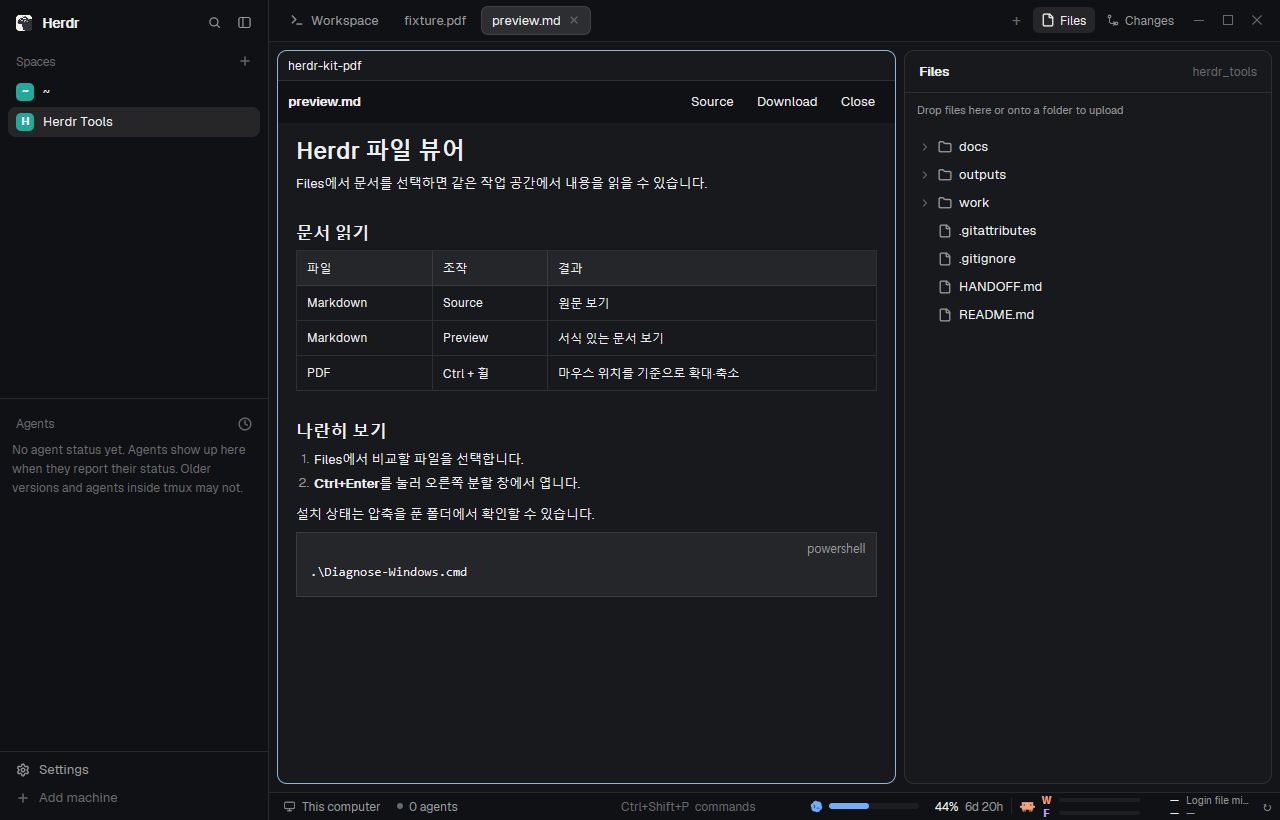 Herdr
Workspace
fixture.pdf
preview.md
Files
Changes
Spaces
~
H Herdr Tools
herdr-kit-pdf
preview.md
Source
Download
Close
Herdr 파일 뷰어
Files에서 문서를 선택하면 같은 작업 공간에서 내용을 읽을 수 있습니다.
문서 읽기
파일 조작 결과
Markdown Source 원문 보기
Markdown Preview 서식 있는 문서 보기
PDF Ctrl + 휠 마우스 위치를 기준으로 확대·축소
나란히 보기
1. Files에서 비교할 파일을 선택합니다.
2. Ctrl+Enter를 눌러 오른쪽 분할 창에서 엽니다.
설치 상태는 압축을 푼 폴더에서 확인할 수 있습니다.
powershell
.\Diagnose-Windows.cmd
Files
herdr_tools
Drop files here or onto a folder to upload
docs
outputs
work
.gitattributes
.gitignore
HANDOFF.md
README.md
Agents
No agent status yet. Agents show up here
when they report their status. Older
versions and agents inside tmux may not.
Settings
Add machine
This computer
0 agents
Ctrl+Shift+P commands
44% 6d 20h
W
F
— Login file mi…
— —